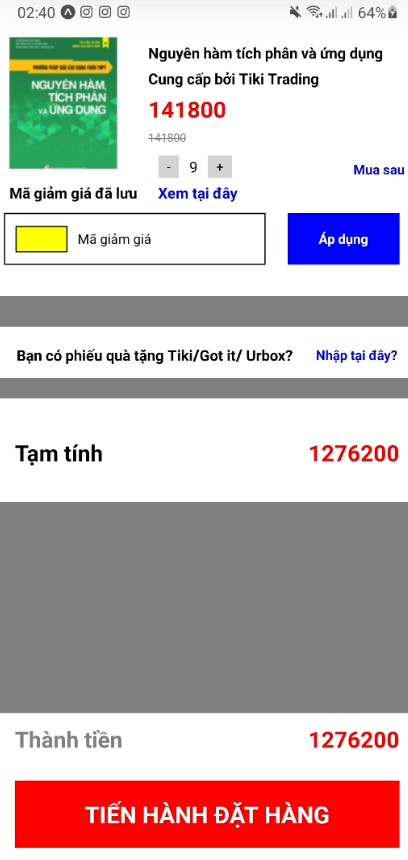 02:40 64%
PHƯƠNG PHÁP GIẢI CÁC DẠNG TOÁN THPT
NGUYÊN HÀM,
TÍCH PHÂN
VÀ ỨNG DỤNG
Nguyên hàm tích phân và ứng dụng
Cung cấp bởi Tiki Trading
141800
141800
- 9 +
Mua sau
Mã giảm giá đã lưu Xem tại đây
Mã giảm giá
Áp dụng
Bạn có phiếu quà tặng Tiki/Got it/ Urbox? Nhập tại đây?
Tạm tính 1276200
Thành tiền 1276200
TIẾN HÀNH ĐẶT HÀNG